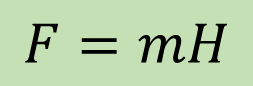 F = mH